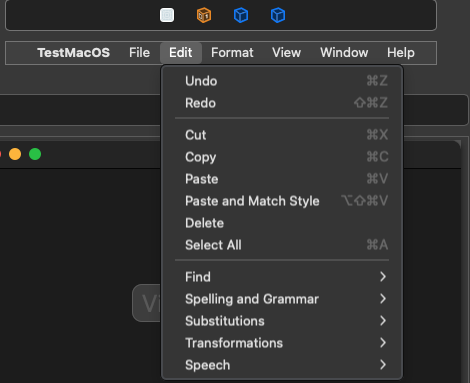 TestMacOS File Edit Format View Window Help
Undo ⌘Z
Redo ⇧⌘Z
Cut ⌘X
Copy ⌘C
Paste ⌘V
Paste and Match Style ⌥⇧⌘V
Delete
Select All ⌘A
Find
Spelling and Grammar
Substitutions
Transformations
Speech